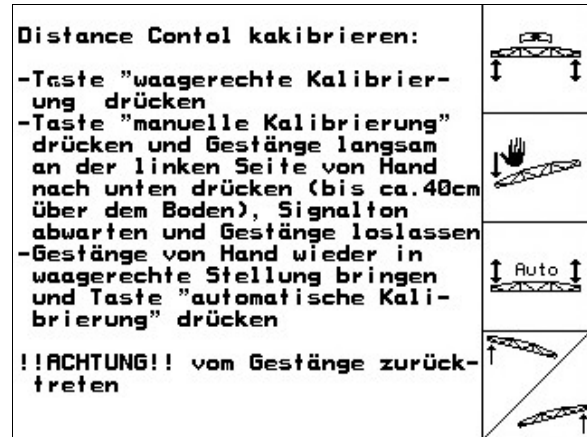 Distance Contol kakibrieren:
-Taste "waagerechte Kalibrier-
ung drücken
-Taste "manuelle Kalibrierung"
drücken und Gestänge langsam
an der linken Seite von Hand
nach unten drücken (bis ca.40cm
über dem Boden), Signalton
abwarten und Gestänge loslassen
-Gestänge von Hand wieder in
waagerechte Stellung bringen
und Taste "automatische Kali-
brierung" drücken
!!ACHTUNG!! vom Gestänge zurück-
treten
Auto